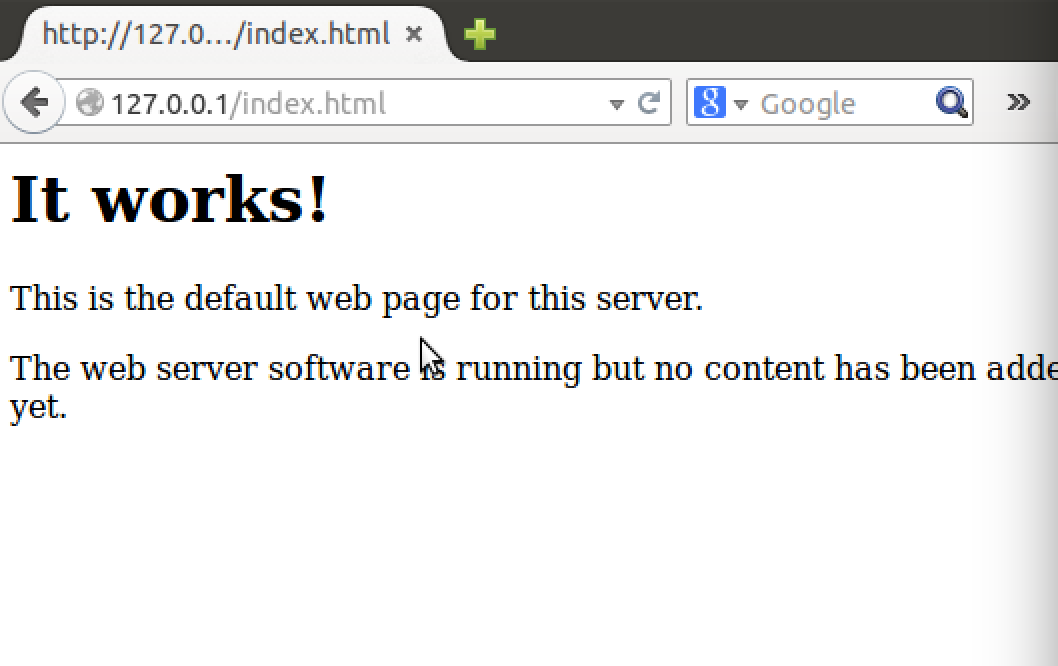 http://127.0.../index.html
127.0.0.1/index.html
Google
It works!
This is the default web page for this server.
The web server software is running but no content has been adde
yet.